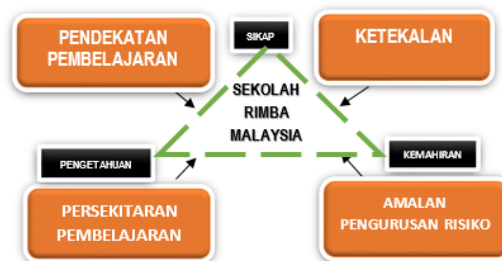 SIKAP
PENDEKATAN
PEMBELAJARAN
KETEKALAN
SEKOLAH
RIMBA
MALAYSIA
PENGETAHUAN
KEMAHIRAN
PERSEKITARAN
PEMBELAJARAN
AMALAN
PENGURUSAN RISIKO